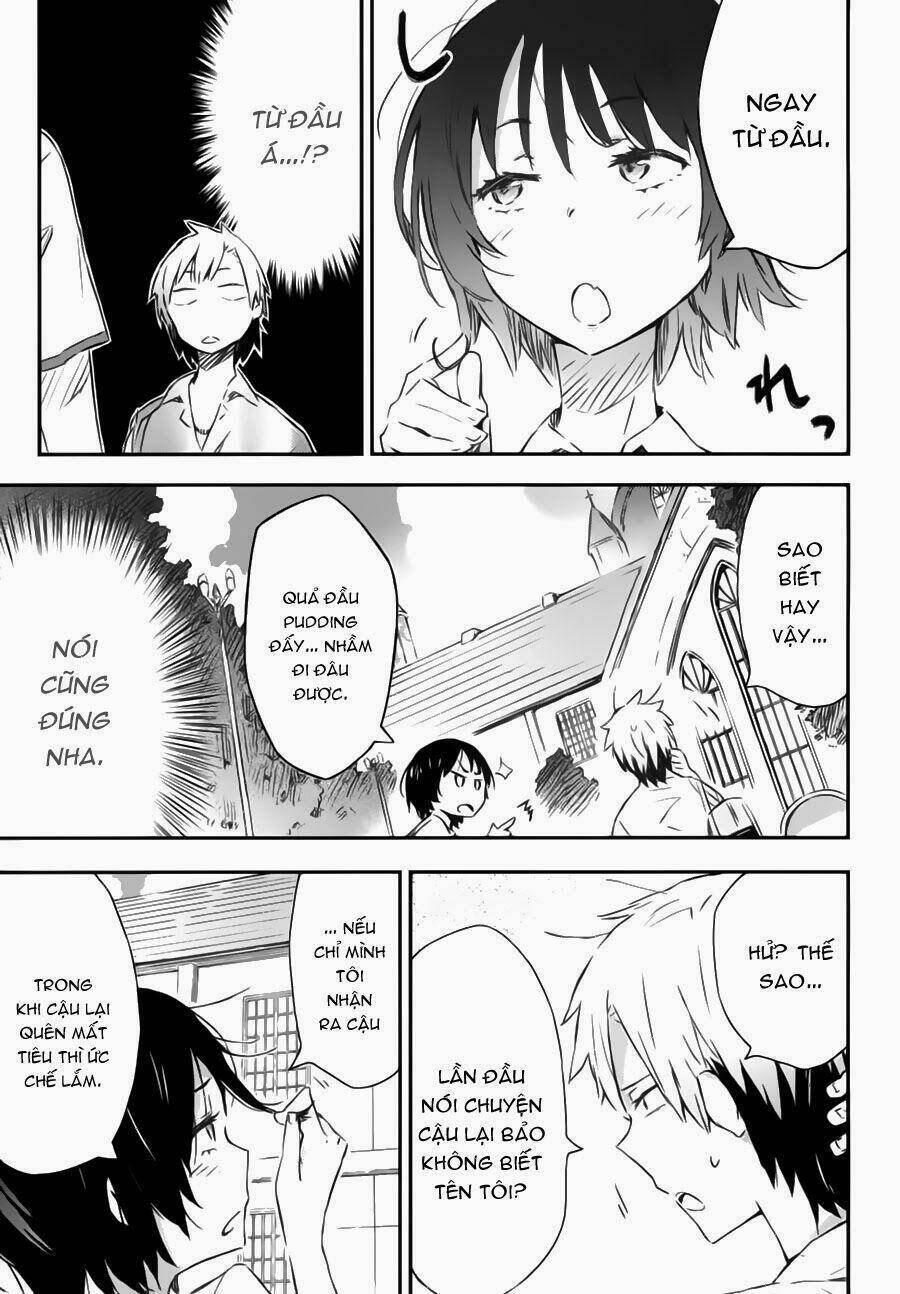 NGAY
TỪ ĐẦU.
れっ
TỪ ĐẦU
Á...!?
SAO
BIẾT
HAY
VẬY...
QUẢ ĐẦU
PUDDING
ĐẤY... NHẦM
ĐI ĐÂU
ĐƯỢC.
NÓI
CŨNG
ĐÚNG
NHA.
HỬ? THẾ
SAO...
LẦN ĐẦU
NÓI CHUYỆN
CẬU LẠI BẢO
KHÔNG BIẾT
TÊN TÔI?
... NẾU
CHỈ MÌNH
TÔI
NHẬN
RA CẬU
TRONG
KHI CẬU LẠI
QUÊN MẤT
TIÊU THÌ ỨC
CHẾ LẮM.